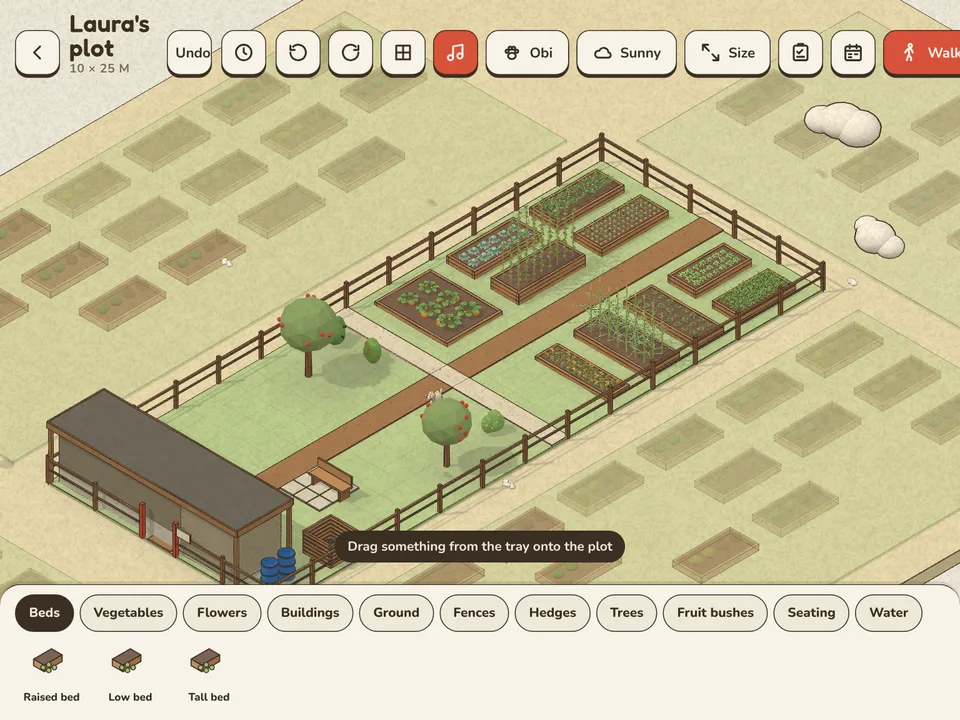 Laura's
plot
10 × 25 M
Undo
Obi
Sunny
Size
Walk
Drag something from the tray onto the plot
Beds
Vegetables
Flowers
Buildings
Ground
Fences
Hedges
Trees
Fruit bushes
Seating
Water
Raised bed
Low bed
Tall bed